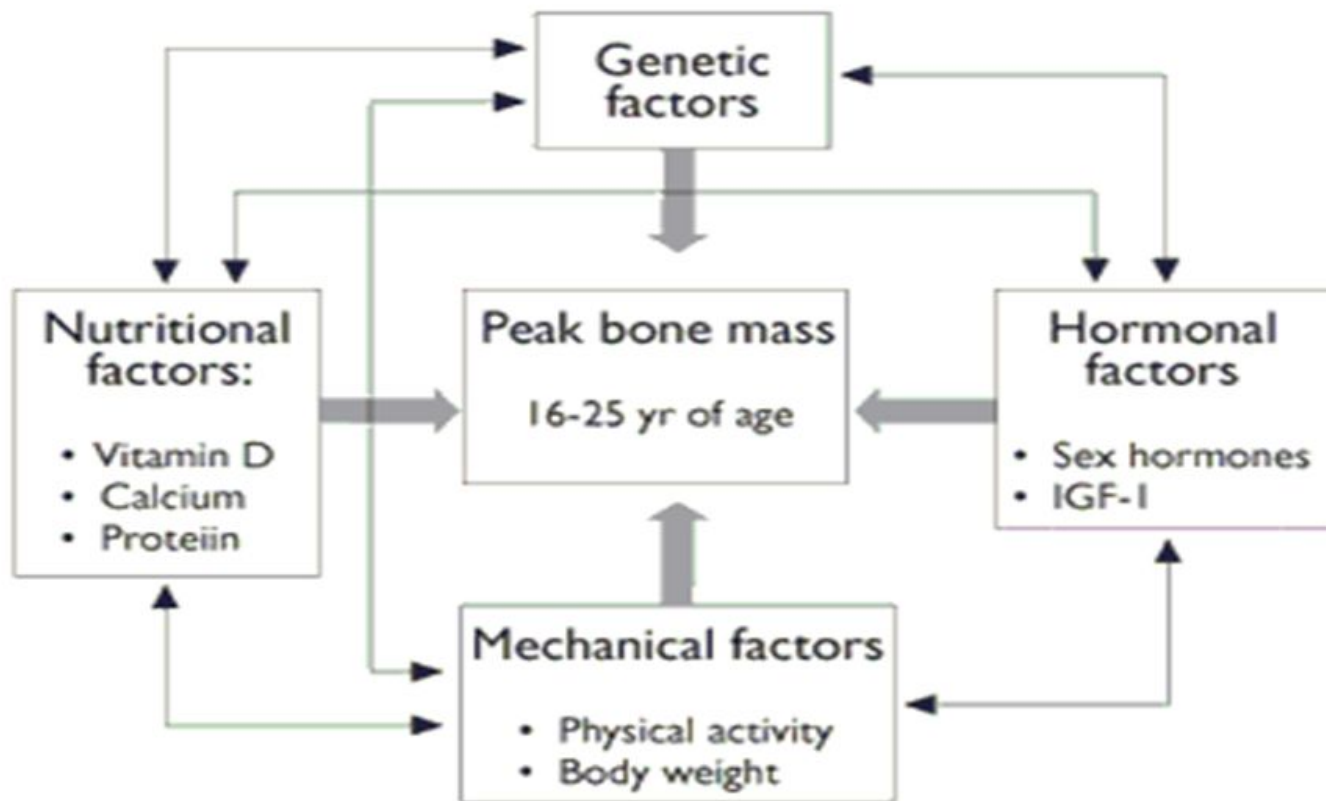 Genetic
factors
Nutritional
factors:
• Vitamin D
• Calcium
• Proteiin
Peak bone mass
16-25 yr of age
Hormonal
factors
• Sex hormones
• IGF-1
Mechanical factors
• Physical activity
• Body weight